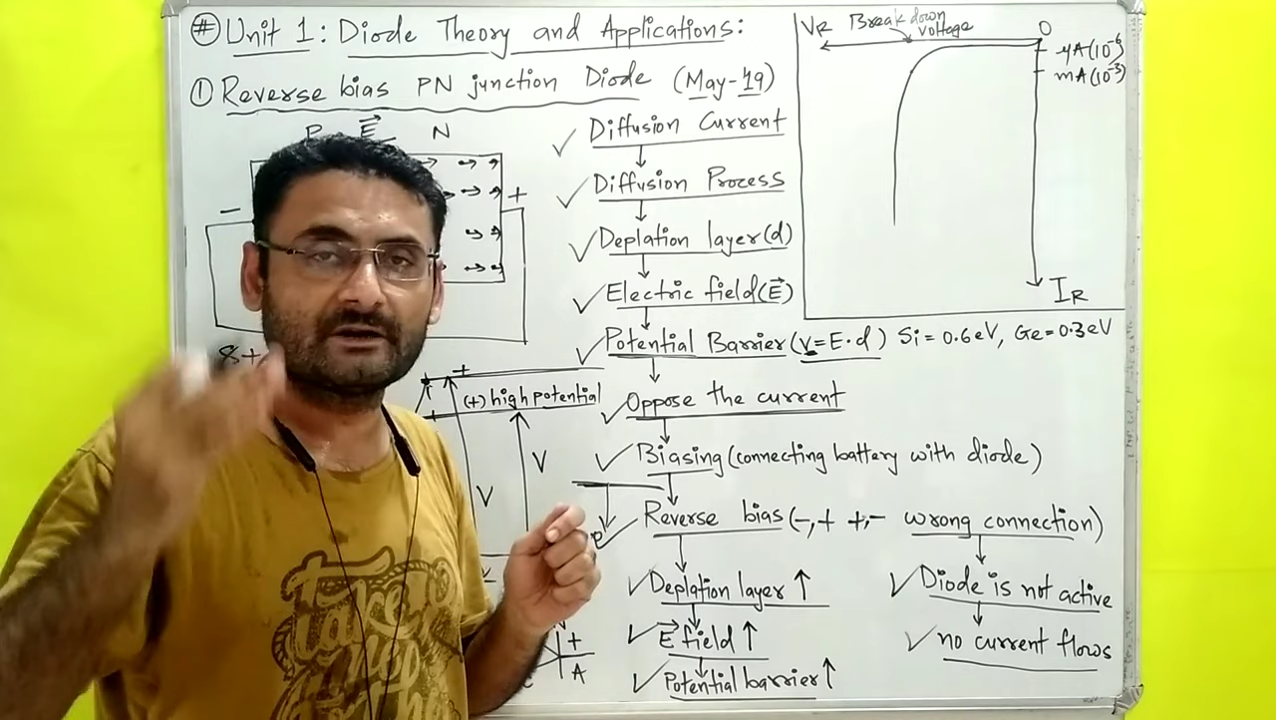 # Unit 1: Diode Theory and Applications:
① Reverse bias PN junction Diode (May-19)
P E N
- +
Diffusion Current
Diffusion Process
Deplation layer(d)
Electric field(E)
Potential Barrier (V=E·d) Si = 0.6eV, Ge=0.3eV
Oppose the current
Biasing (connecting battery with diode)
Reverse bias (-,+ +,- wrong connection)
Deplation layer ↑
E field ↑
Potential barrier ↑
Diode is not active
no current flows
VR Break down voltage 0
μA(10⁻⁶)
mA(10⁻³)
IR
+
(+) high potential
V
V
+
A
take